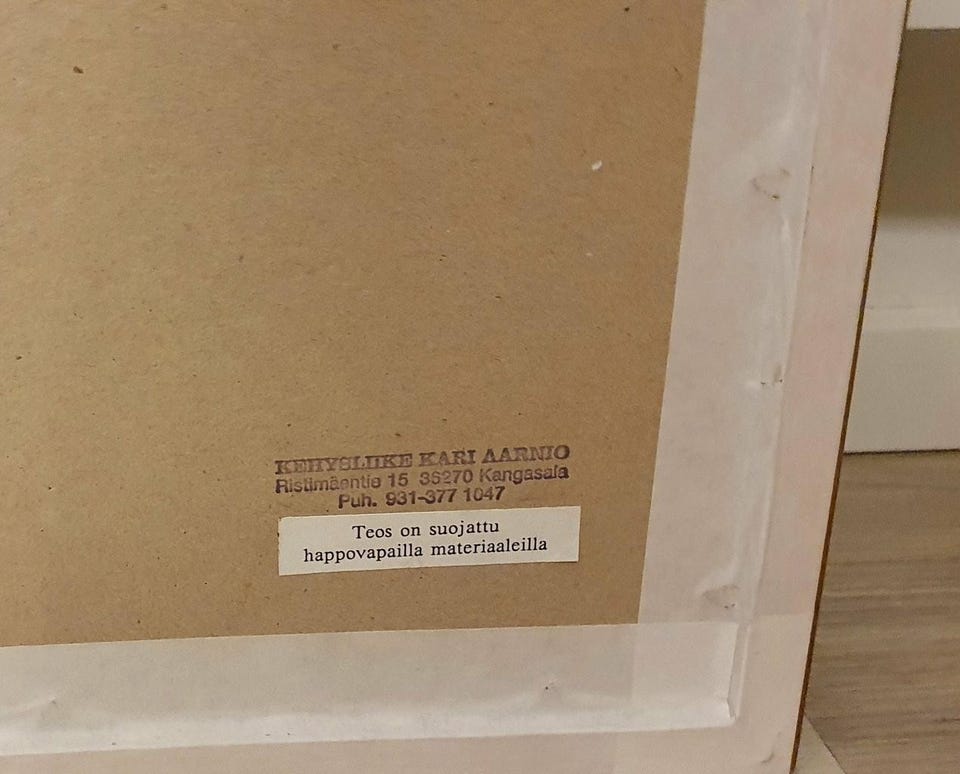 KEHYSLIIKE KARI AARNIO
Ristimäentie 15 36270 Kangasala
Puh. 931-377 1047
Teos on suojattu
happovapailla materiaaleilla